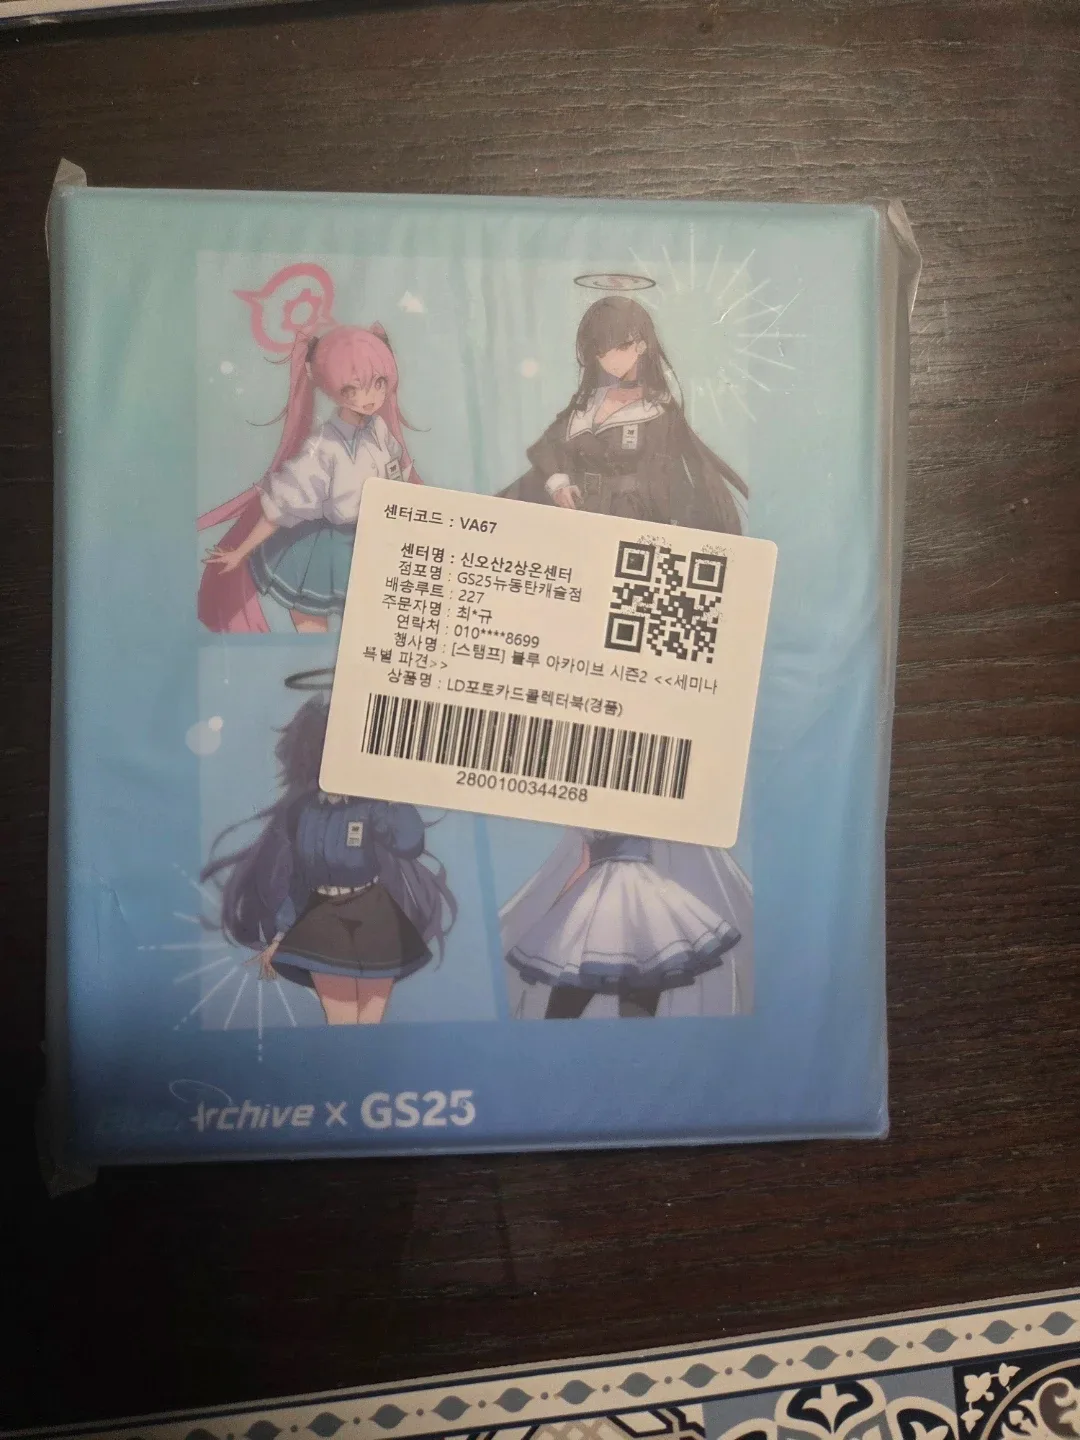 센터코드 : VA67
센터명 : 신오산2상온센터
점포명 : GS25뉴동탄캐슬점
배송루트 : 227
주문자명 : 최*규
연락처 : 010****8699
행사명 : [스탬프] 블루 아카이브 시즌2 <<세미나
특별 파견>>
상품명 : LD포토카드콜렉터북(경품)
2800100344268
Blue Archive X GS25